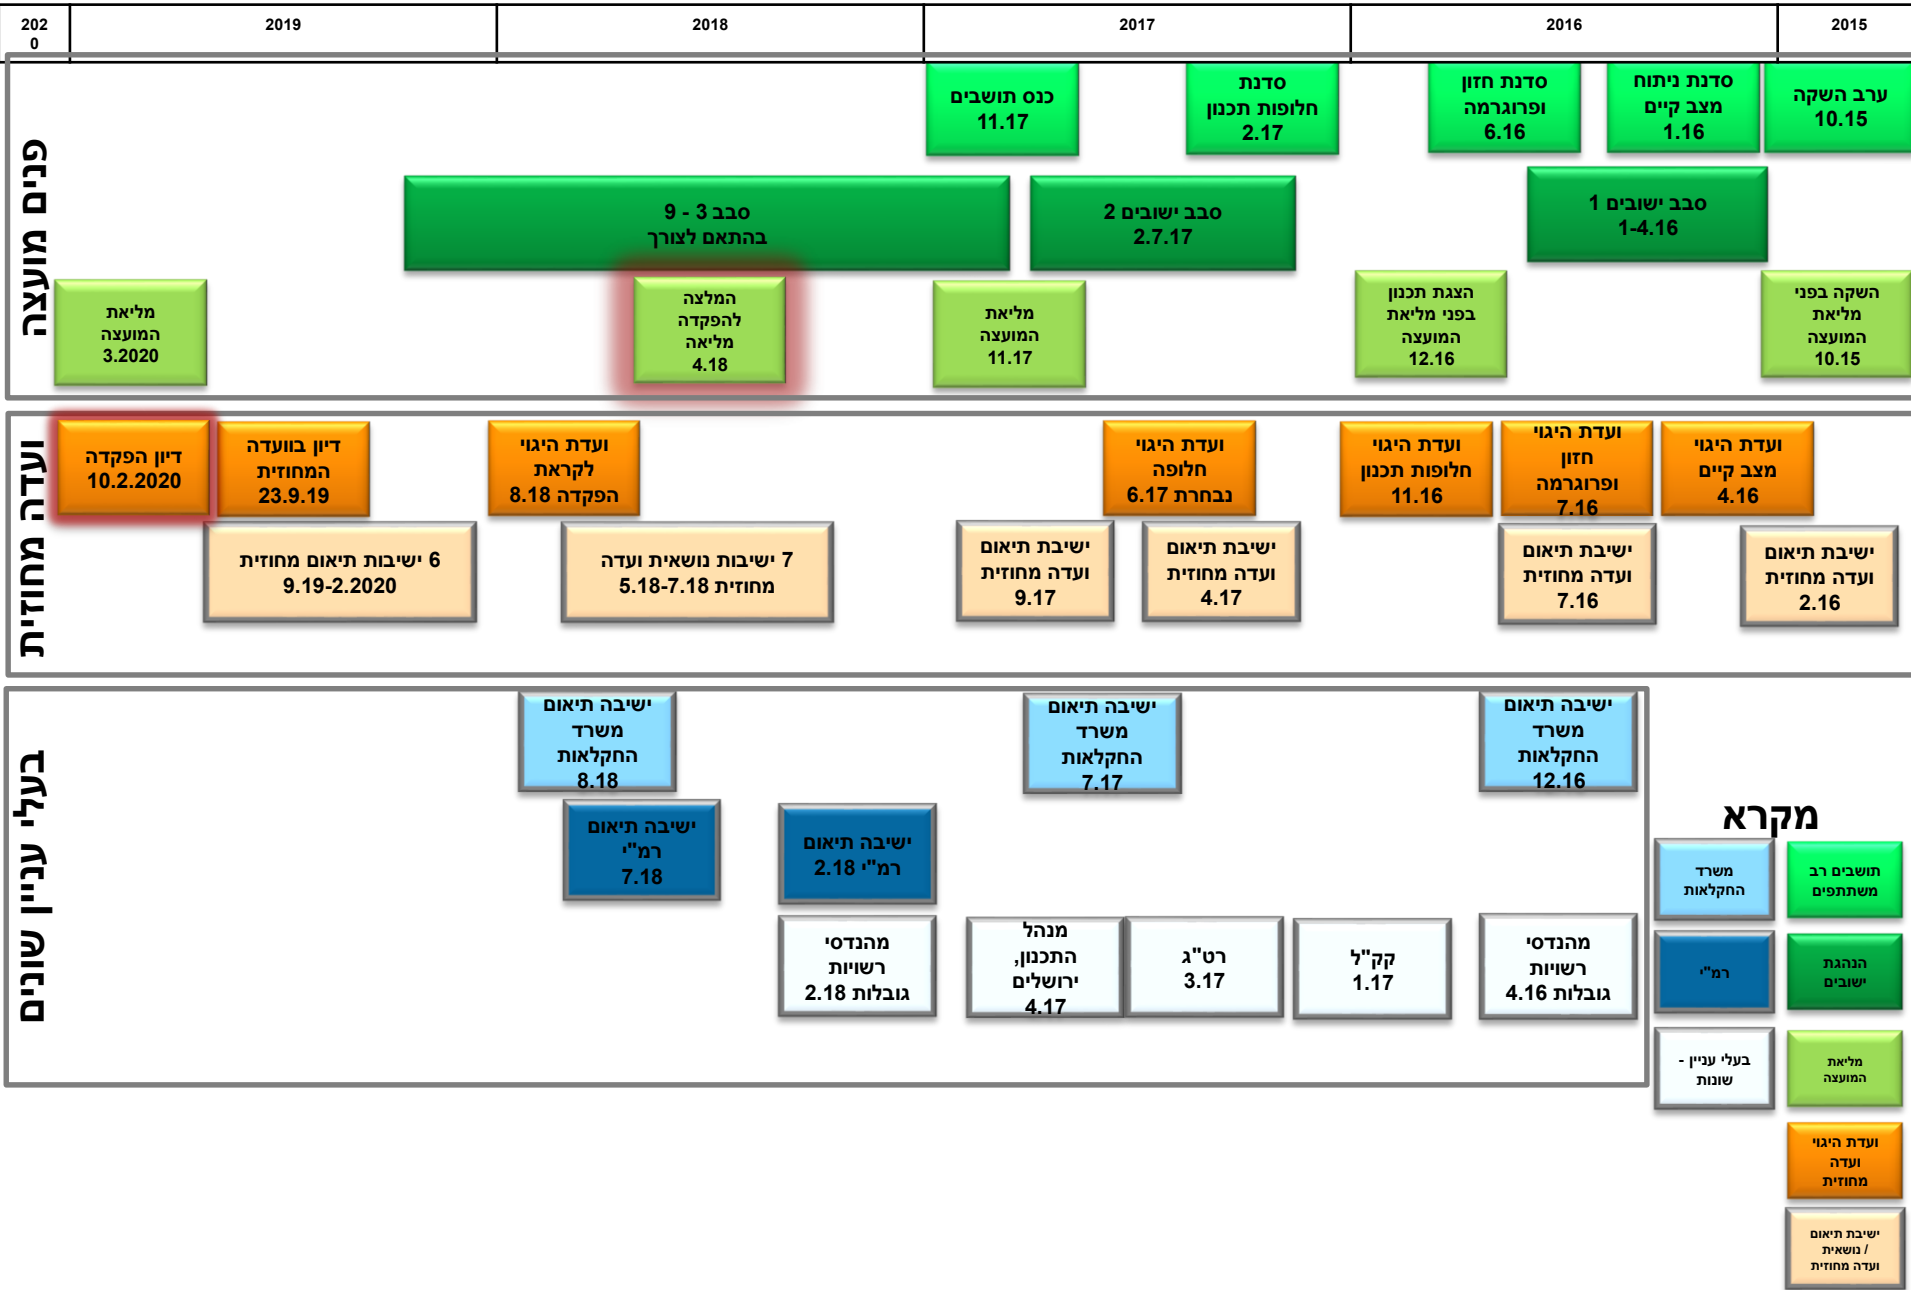 2015
2016
2017
2018
2019
202
0
פנים מועצה
ערב השקה
10.15
סדנת ניתוח
מצב קיים
1.16
סדנת חזון
ופרוגרמה
6.16
סדנת
חלופות תכנון
2.17
כנס תושבים
11.17
סבב ישובים 1
1-4.16
סבב ישובים 2
2.7.17
סבב 3 - 9
בהתאם לצורך
השקה בפני
מליאת
המועצה
10.15
הצגת תכנון
בפני מליאת
המועצה
12.16
מליאת
המועצה
11.17
המלצה
להפקדה
מליאה
4.18
מליאת
המועצה
3.2020
ועדה מחוזית
ועדת היגוי
מצב קיים
4.16
ועדת היגוי
חזון
ופרוגרמה
7.16
ועדת היגוי
חלופות תכנון
11.16
ועדת היגוי
חלופה
נבחרת 6.17
ועדת היגוי
לקראת
הפקדה 8.18
דיון בוועדה
המחוזית
23.9.19
דיון הפקדה
10.2.2020
ישיבת תיאום
ועדה מחוזית
2.16
ישיבת תיאום
ועדה מחוזית
7.16
ישיבת תיאום
ועדה מחוזית
4.17
ישיבת תיאום
ועדה מחוזית
9.17
7 ישיבות נושאית ועדה
מחוזית 5.18-7.18
6 ישיבות תיאום מחוזית
9.19-2.2020
בעלי עניין שונים
ישיבה תיאום
משרד
החקלאות
12.16
ישיבה תיאום
משרד
החקלאות
7.17
ישיבה תיאום
משרד
החקלאות
8.18
ישיבה תיאום
רמ"י 2.18
ישיבה תיאום
רמ"י
7.18
מהנדסי
רשויות
גובלות 4.16
קק"ל
1.17
רט"ג
3.17
מנהל
התכנון,
ירושלים
4.17
מהנדסי
רשויות
גובלות 2.18
מקרא
תושבים רב
משתתפים
משרד
החקלאות
הנהגת
ישובים
רמ"י
מליאת
המועצה
בעלי עניין -
שונות
ועדת היגוי
ועדה
מחוזית
ישיבת תיאום
/ נושאית
ועדה מחוזית